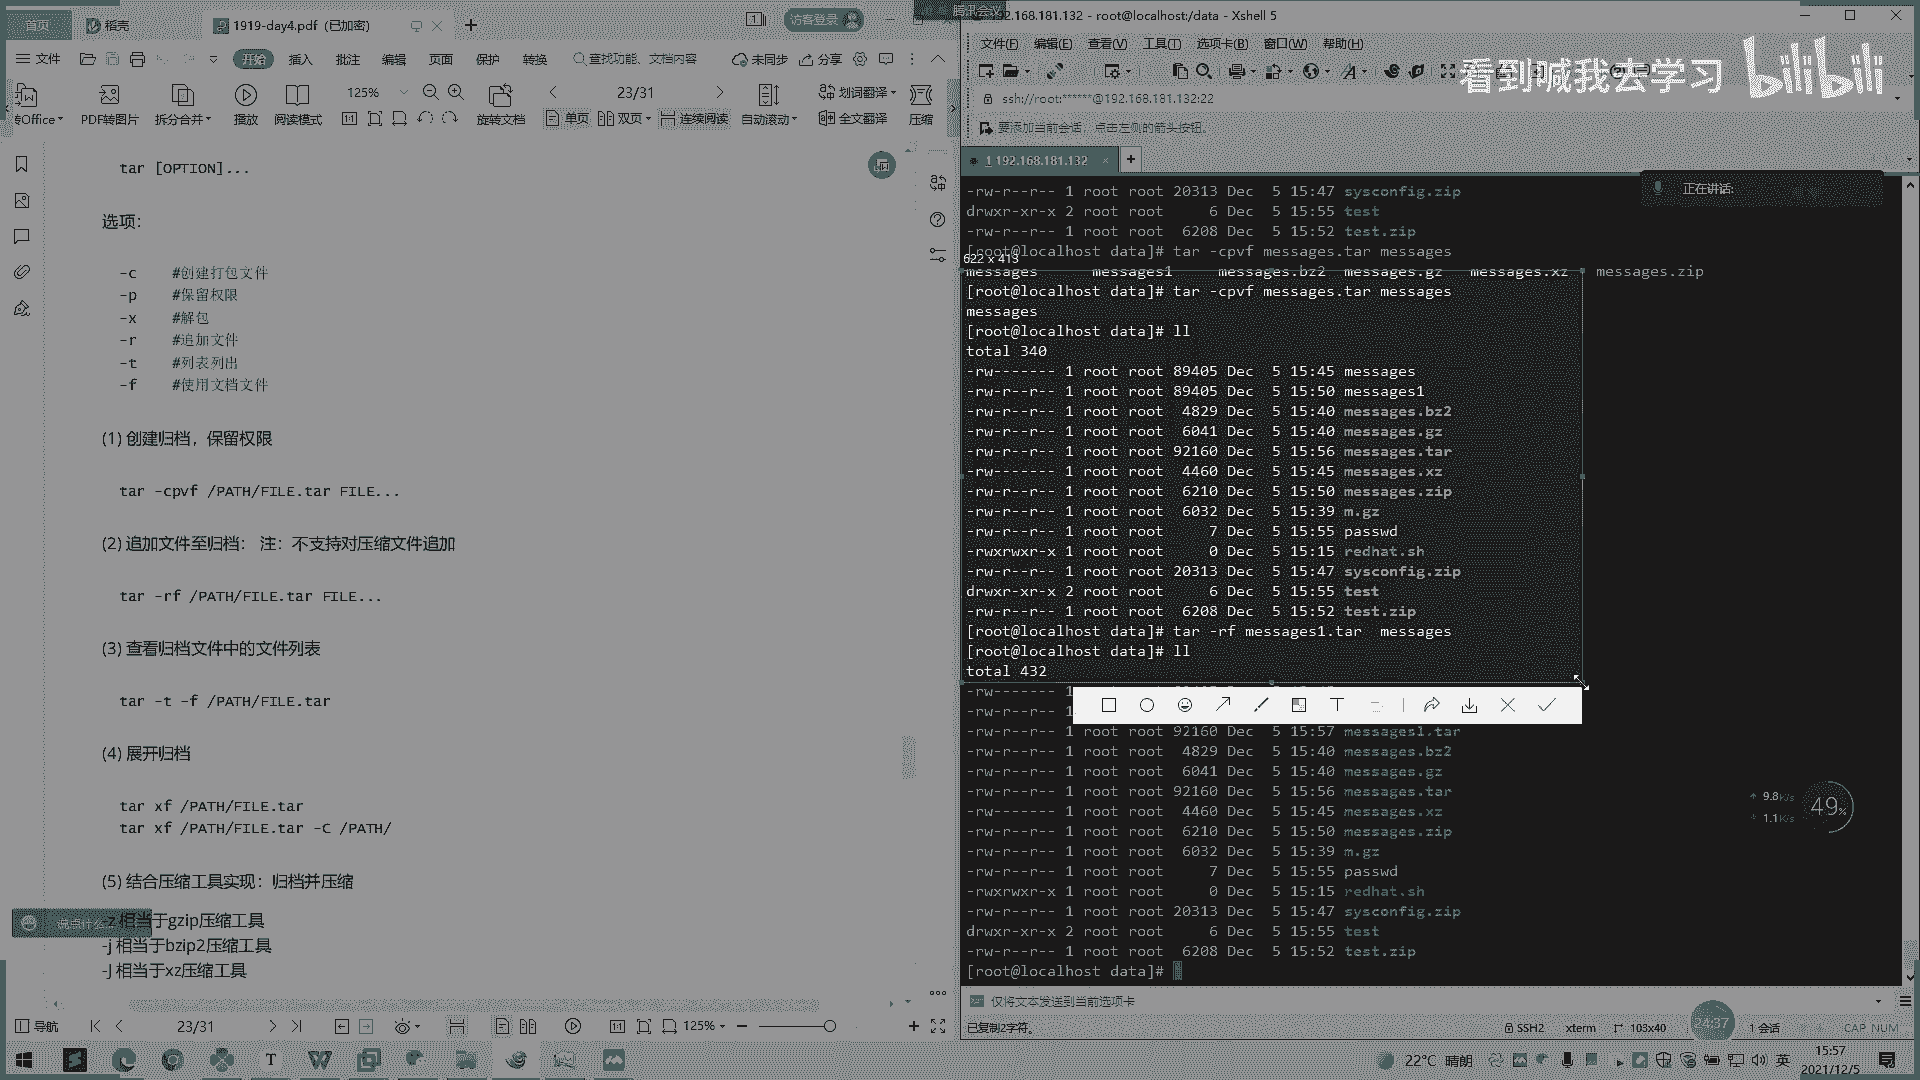 首页
稻壳
1919-day4.pdf (已加密)
访客登录
文件
开始
插入
批注
编辑
页面
保护
转换
查找功能、文档内容
未同步
分享
125%
23/31
划词翻译
转Office
PDF转图片
拆分合并
播放
阅读模式
旋转文档
单页
双页
连续阅读
自动滚动
全文翻译
压缩
tar [OPTION]...
选项:
-c #创建打包文件
-p #保留权限
-x #解包
-r #追加文件
-t #列表列出
-f #使用文档文件
(1) 创建归档，保留权限
tar -cpvf /PATH/FILE.tar FILE...
(2) 追加文件至归档： 注：不支持对压缩文件追加
tar -rf /PATH/FILE.tar FILE...
(3) 查看归档文件中的文件列表
tar -t -f /PATH/FILE.tar
(4) 展开归档
tar xf /PATH/FILE.tar
tar xf /PATH/FILE.tar -C /PATH/
(5) 结合压缩工具实现：归档并压缩
说点什么
-z 相当于gzip压缩工具
-j 相当于bzip2压缩工具
-J 相当于xz压缩工具
导航
23/31
125%
腾讯会议
192.168.181.132 - root@localhost:/data - Xshell 5
文件(F) 编辑(E) 查看(V) 工具(T) 选项卡(B) 窗口(W) 帮助(H)
看到喊我去学习 bilibili
ssh://root:******@192.168.181.132:22
要添加当前会话，点击左侧的箭头按钮。
1 192.168.181.132
正在讲话:
-rw-r--r-- 1 root root 20313 Dec 5 15:47 sysconfig.zip
drwxr-xr-x 2 root root 6 Dec 5 15:55 test
-rw-r--r-- 1 root root 6208 Dec 5 15:52 test.zip
[root@localhost data]# tar -cpvf messages.tar messages
622 x 413
messages messages1 messages.bz2 messages.gz messages.xz messages.zip
[root@localhost data]# tar -cpvf messages.tar messages
messages
[root@localhost data]# ll
total 340
-rw------- 1 root root 89405 Dec 5 15:45 messages
-rw-r--r-- 1 root root 89405 Dec 5 15:50 messages1
-rw-r--r-- 1 root root 4829 Dec 5 15:40 messages.bz2
-rw-r--r-- 1 root root 6041 Dec 5 15:40 messages.gz
-rw-r--r-- 1 root root 92160 Dec 5 15:56 messages.tar
-rw------- 1 root root 4460 Dec 5 15:45 messages.xz
-rw-r--r-- 1 root root 6210 Dec 5 15:50 messages.zip
-rw-r--r-- 1 root root 6032 Dec 5 15:39 m.gz
-rw-r--r-- 1 root root 7 Dec 5 15:55 passwd
-rwxrwxr-x 1 root root 0 Dec 5 15:15 redhat.sh
-rw-r--r-- 1 root root 20313 Dec 5 15:47 sysconfig.zip
drwxr-xr-x 2 root root 6 Dec 5 15:55 test
-rw-r--r-- 1 root root 6208 Dec 5 15:52 test.zip
[root@localhost data]# tar -rf messages1.tar messages
[root@localhost data]# ll
total 432
-rw------- 1
-rw-r--r-- 1
-rw-r--r-- 1 root root 92160 Dec 5 15:57 messages1.tar
-rw-r--r-- 1 root root 4829 Dec 5 15:40 messages.bz2
-rw-r--r-- 1 root root 6041 Dec 5 15:40 messages.gz
-rw-r--r-- 1 root root 92160 Dec 5 15:56 messages.tar
-rw------- 1 root root 4460 Dec 5 15:45 messages.xz
-rw-r--r-- 1 root root 6210 Dec 5 15:50 messages.zip
-rw-r--r-- 1 root root 6032 Dec 5 15:39 m.gz
-rw-r--r-- 1 root root 7 Dec 5 15:55 passwd
-rwxrwxr-x 1 root root 0 Dec 5 15:15 redhat.sh
-rw-r--r-- 1 root root 20313 Dec 5 15:47 sysconfig.zip
drwxr-xr-x 2 root root 6 Dec 5 15:55 test
-rw-r--r-- 1 root root 6208 Dec 5 15:52 test.zip
[root@localhost data]#
9.8K/s
1.1K/s
49%
仅将文本发送到当前选项卡
已复制2字符。
SSH2 xterm 103x40 24:37 1 会话 CAP NUM
22°C 晴朗
英
15:57
2021/12/5